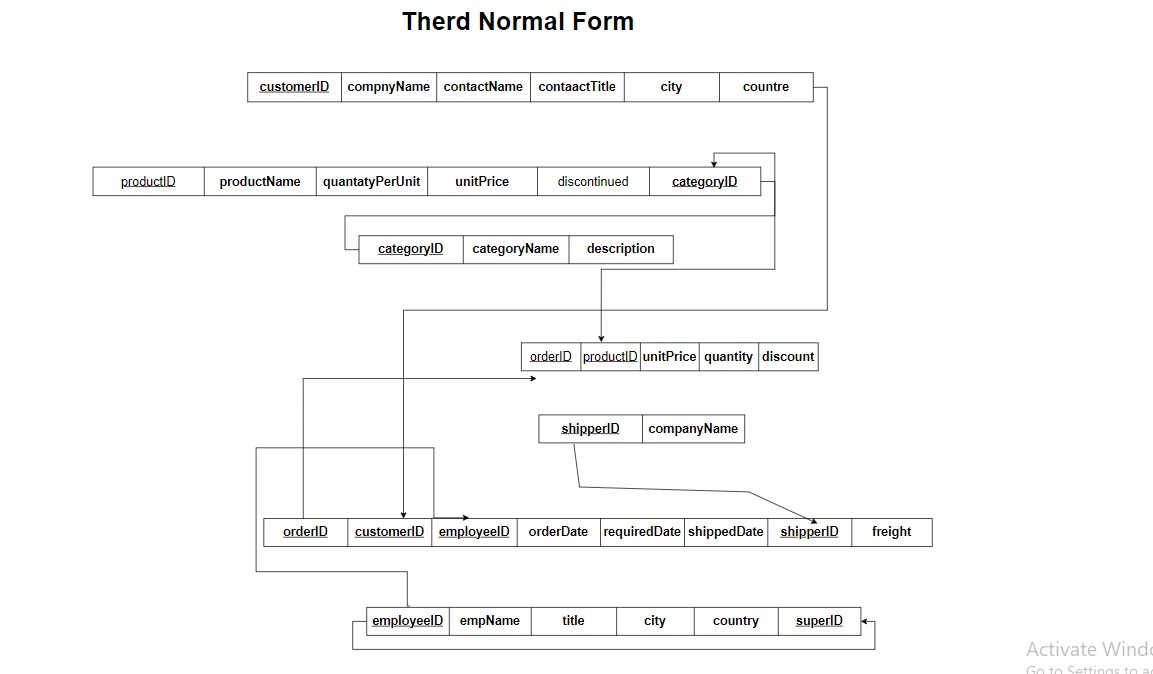 Therd Normal Form
customerID compnyName contactName contaactTitle city countre
productID productName quantatyPerUnit unitPrice discontinued categoryID
categoryID categoryName description
orderID productID unitPrice quantity discount
shipperID companyName
orderID customerID employeeID orderDate requiredDate shippedDate shipperID freight
employeeID empName title city country superID
Activate Windo
Go to Settings to a